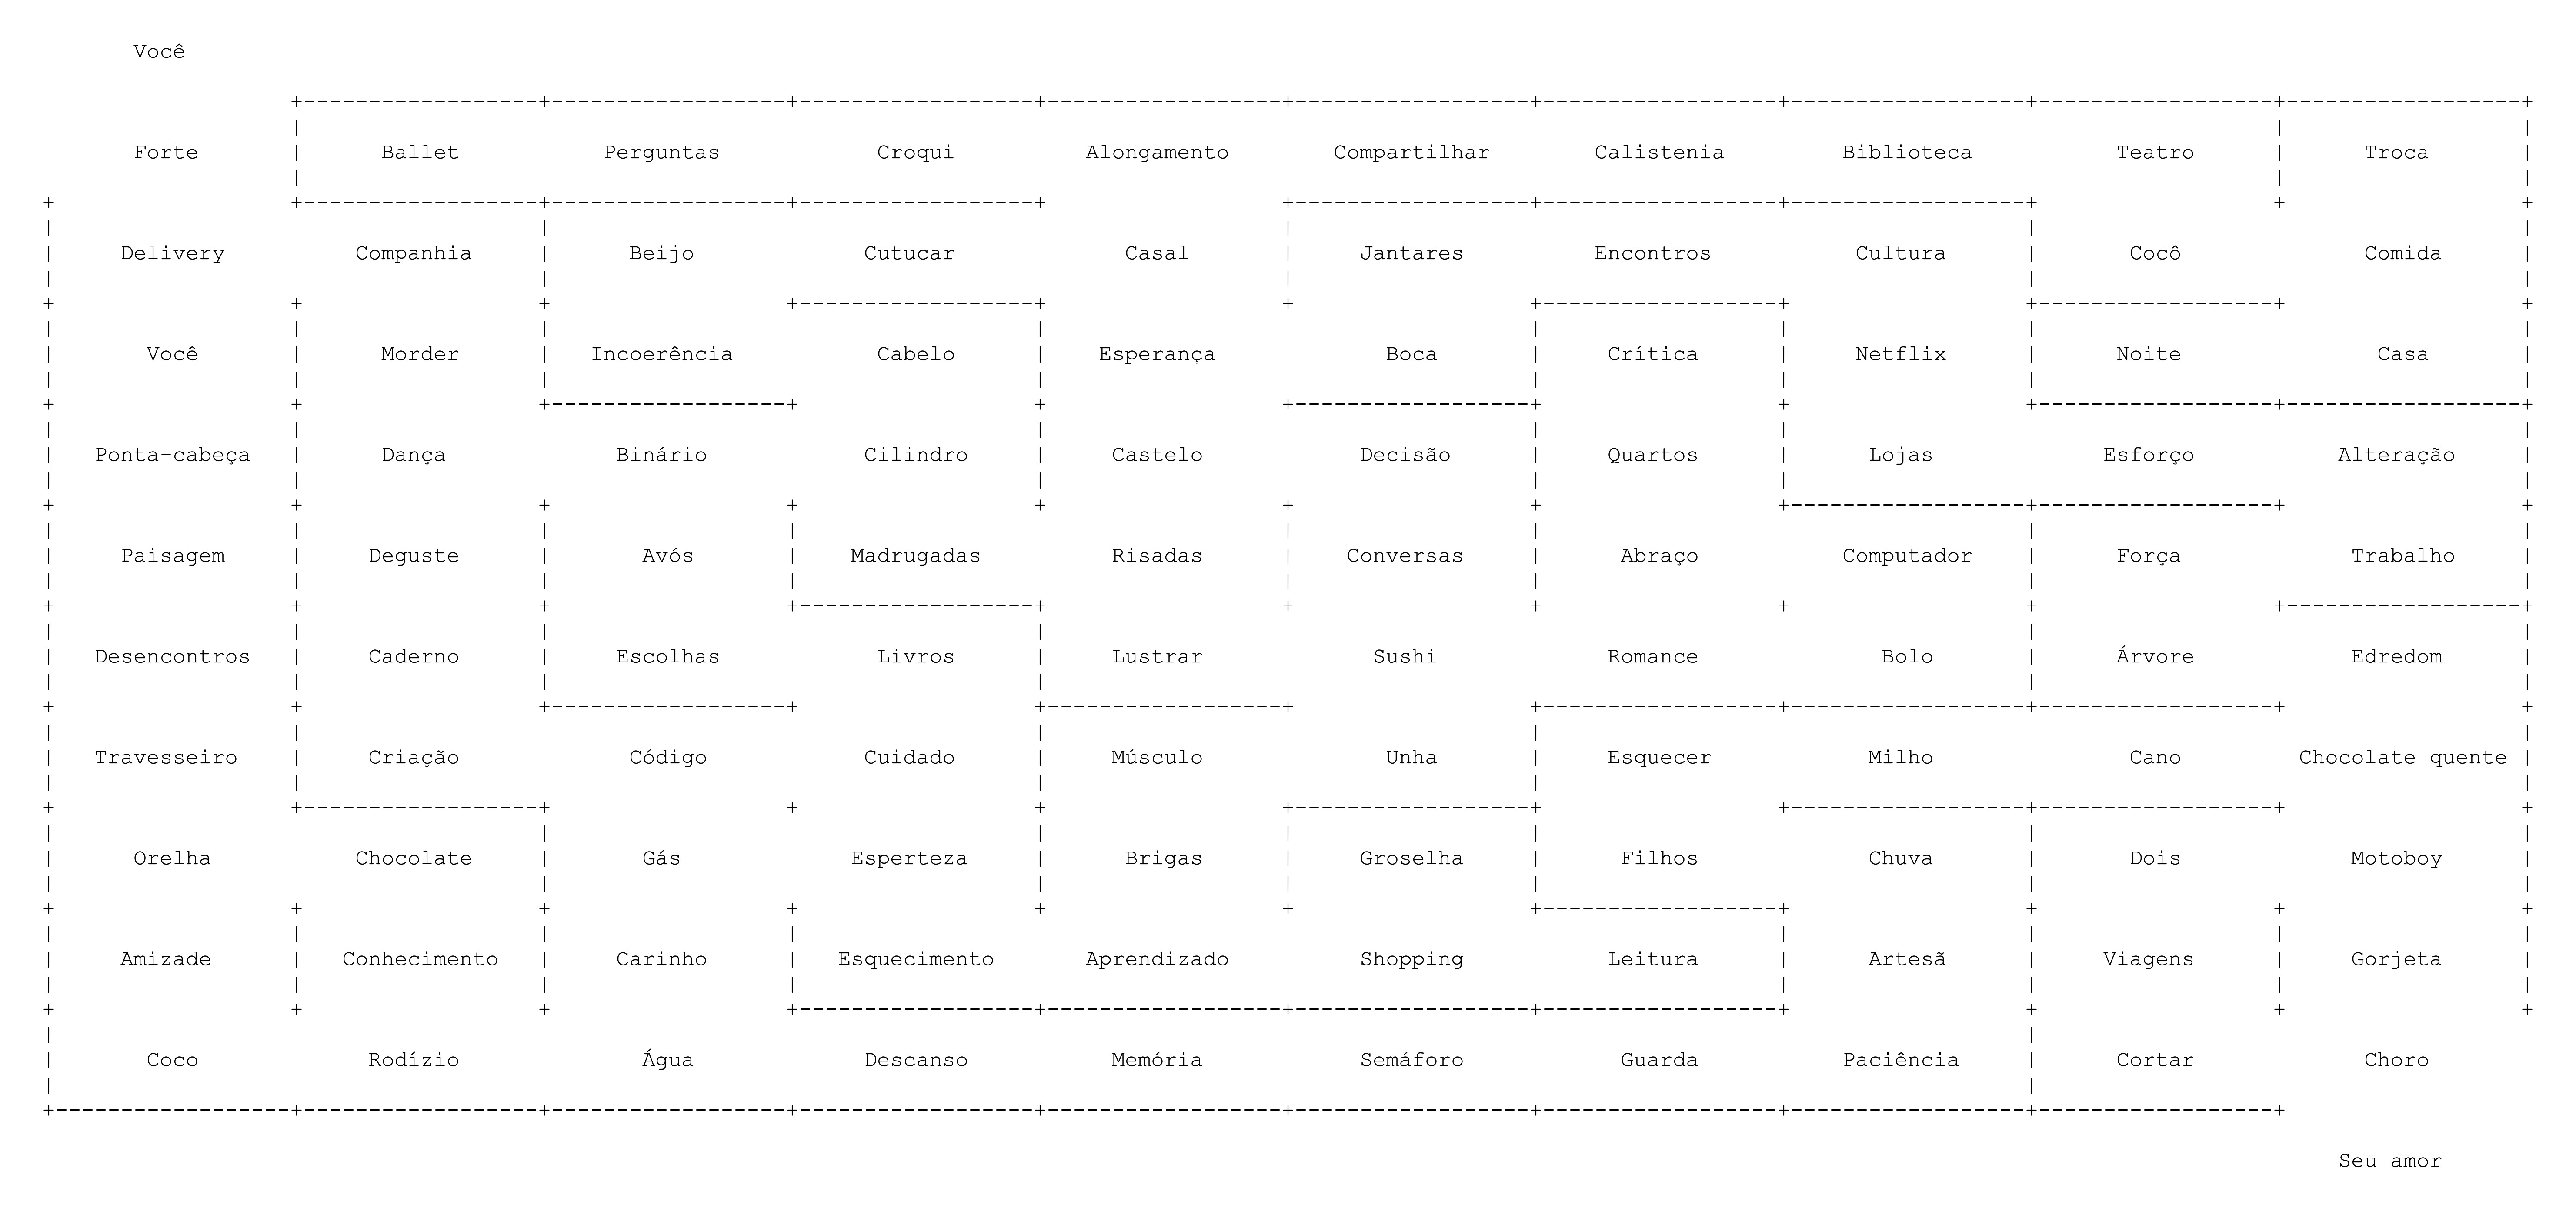 Você
Forte Ballet Perguntas Croqui Alongamento Compartilhar Calistenia Biblioteca Teatro Troca
Delivery Companhia Beijo Cutucar Casal Jantares Encontros Cultura Cocô Comida
Você Morder Incoerência Cabelo Esperança Boca Crítica Netflix Noite Casa
Ponta-cabeça Dança Binário Cilindro Castelo Decisão Quartos Lojas Esforço Alteração
Paisagem Deguste Avós Madrugadas Risadas Conversas Abraço Computador Força Trabalho
Desencontros Caderno Escolhas Livros Lustrar Sushi Romance Bolo Árvore Edredom
Travesseiro Criação Código Cuidado Músculo Unha Esquecer Milho Cano Chocolate quente
Orelha Chocolate Gás Esperteza Brigas Groselha Filhos Chuva Dois Motoboy
Amizade Conhecimento Carinho Esquecimento Aprendizado Shopping Leitura Artesã Viagens Gorjeta
Coco Rodízio Água Descanso Memória Semáforo Guarda Paciência Cortar Choro
Seu amor